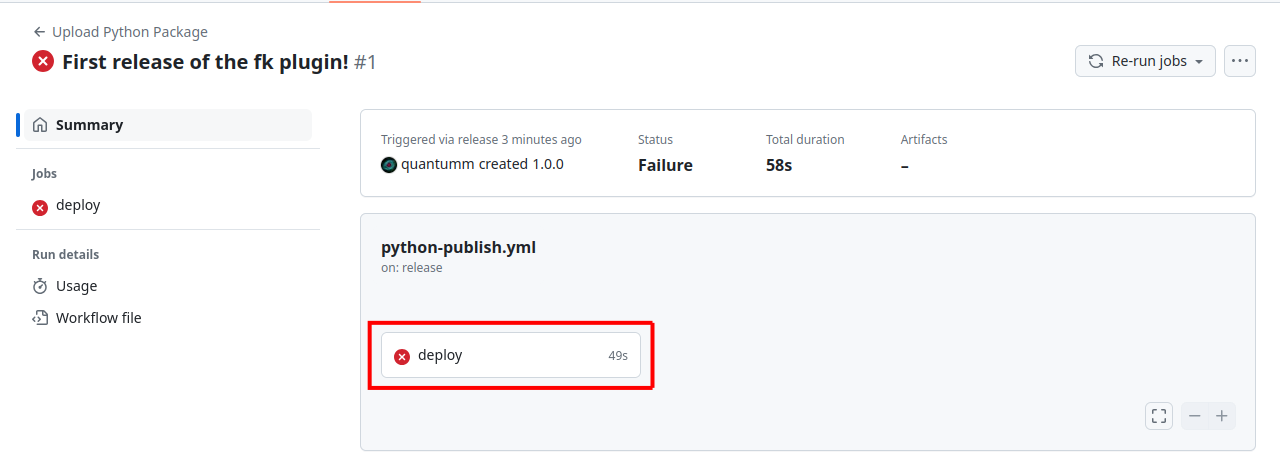 Upload Python Package
First release of the fk plugin! #1
Re-run jobs
Summary
Jobs
deploy
Run details
Usage
Workflow file
Triggered via release 3 minutes ago
quantumm created 1.0.0
Status
Failure
Total duration
58s
Artifacts
–
python-publish.yml
on: release
deploy 49s